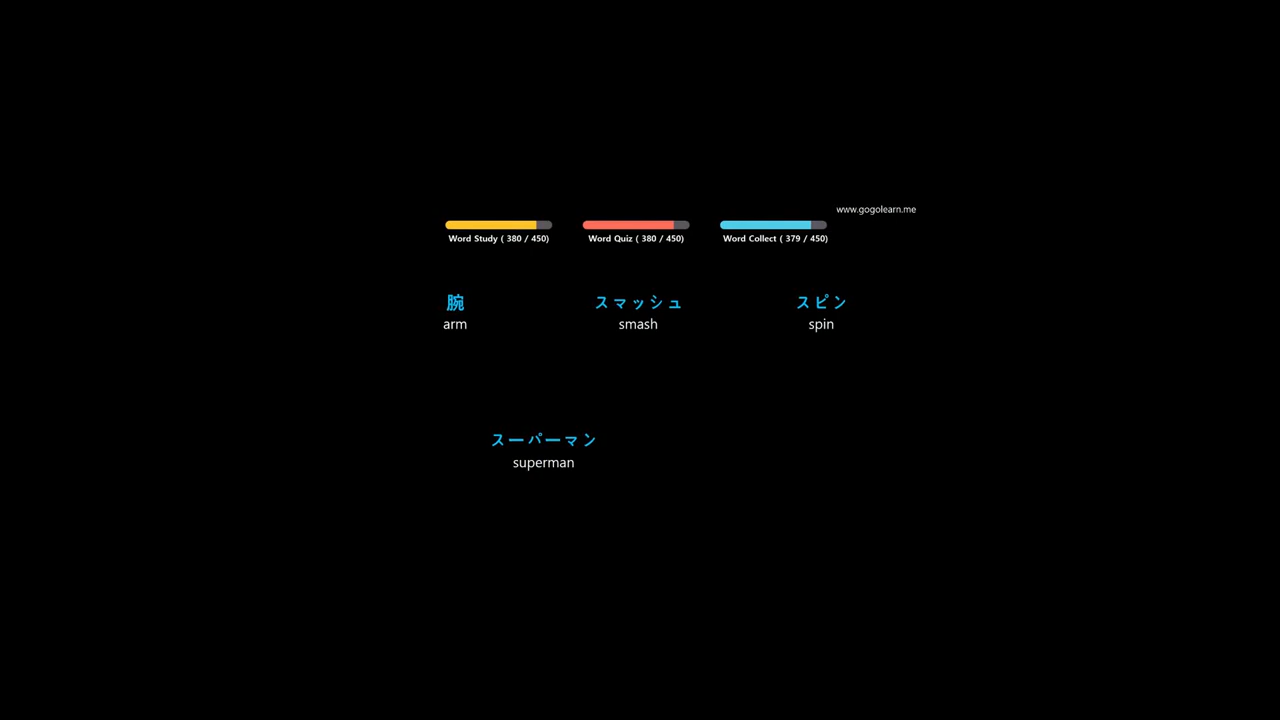 www.gogolearn.me
Word Study ( 380 / 450)
Word Quiz ( 380 / 450)
Word Collect ( 379 / 450)
腕
arm
スマッシュ
smash
スピン
spin
スーパーマン
superman